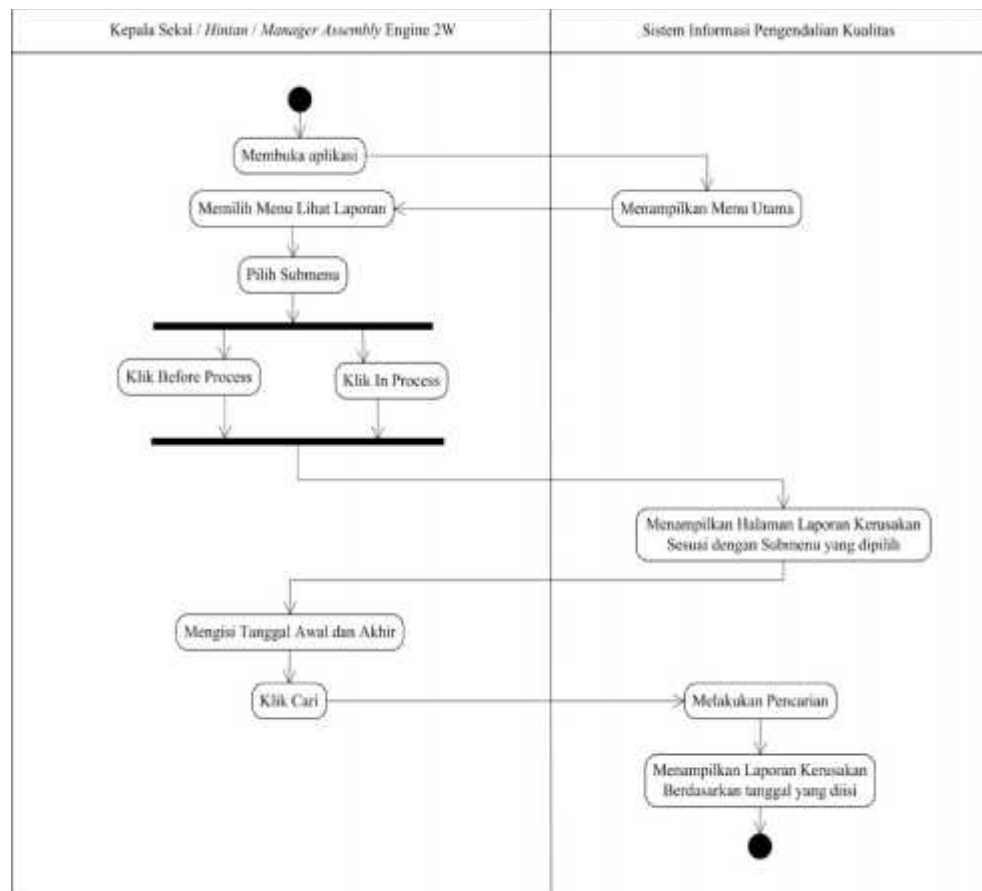 Kepala Seksi / Hintan / Manager Assembly Engine 2W
Sistem Informasi Pengendalian Kualitas
Membuka aplikasi
Memilih Menu Lihat Laporan
Menampilkan Menu Utama
Pilih Submenu
Klik Before Process
Klik In Process
Menampilkan Halaman Laporan Kerusakan
Sesuai dengan Submenu yang dipilih
Mengisi Tanggal Awal dan Akhir
Klik Cari
Melakukan Pencarian
Menampilkan Laporan Kerusakan
Berdasarkan tanggal yang diisi